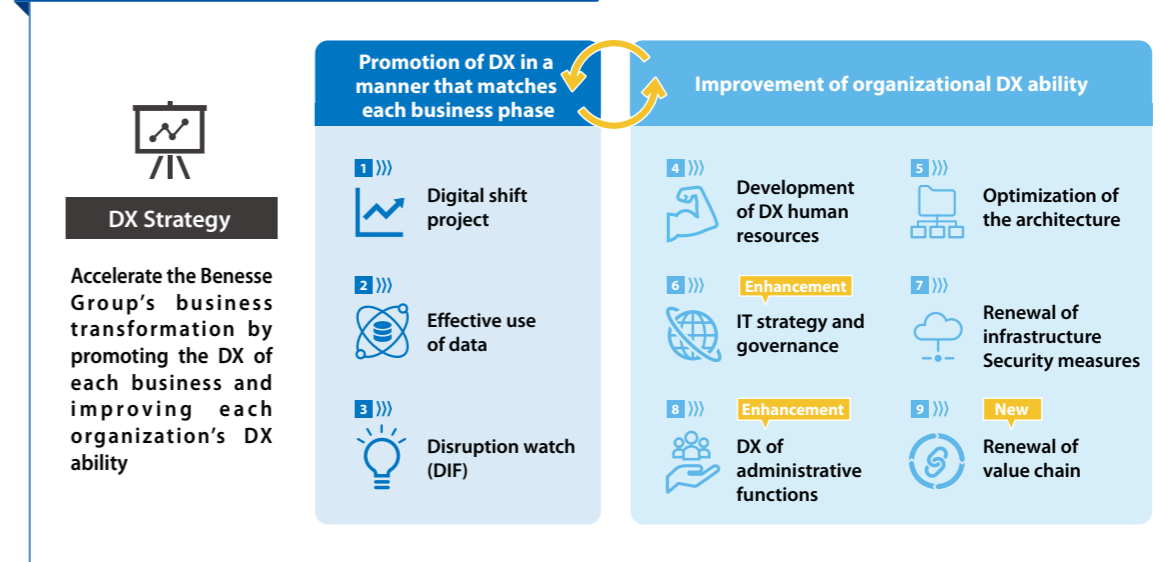 DX Strategy
Accelerate the Benesse
Group's business
transformation by
promoting the DX of
each business and
improving each
organization's DX
ability
Promotion of DX in a
manner that matches
each business phase
1 )))
Digital shift
project
2 )))
Effective use
of data
3 )))
Disruption watch
(DIF)
Improvement of organizational DX ability
4 )))
Development
of DX human
resources
5 )))
Optimization of
the architecture
6 )))
Enhancement
IT strategy and
governance
7 )))
Renewal of
infrastructure
Security measures
8 )))
Enhancement
DX of
administrative
functions
9 )))
New
Renewal of
value chain